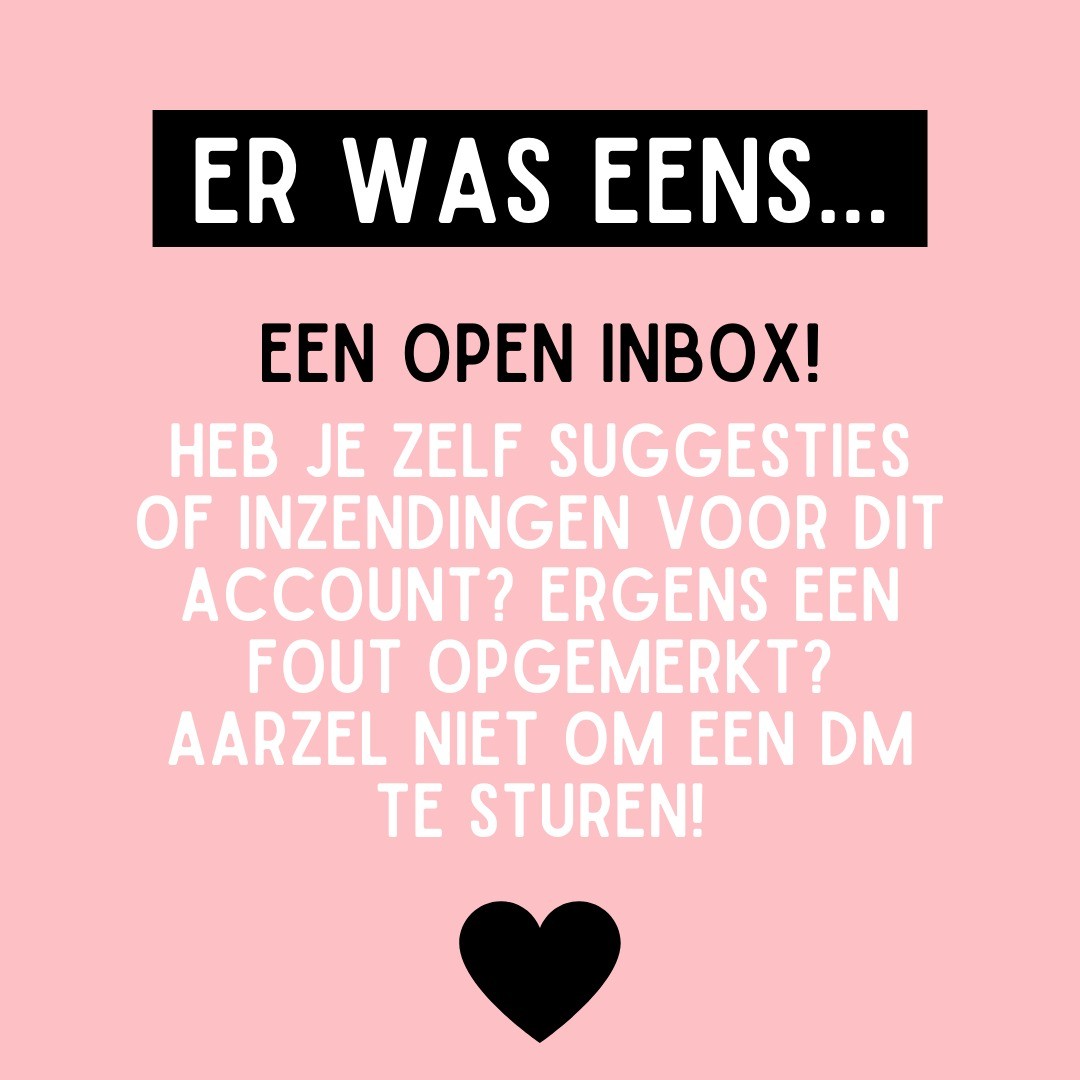 ER WAS EENS...
EEN OPEN INBOX!
HEB JE ZELF SUGGESTIES
OF INZENDINGEN VOOR DIT
ACCOUNT? ERGENS EEN
FOUT OPGEMERKT?
AARZEL NIET OM EEN DM
TE STUREN!